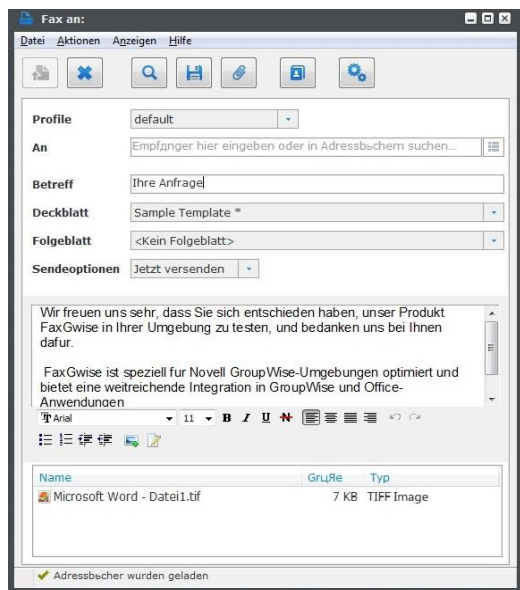 Fax an:
Datei Aktionen Anzeigen Hilfe
Profile default
An Empfдnger hier eingeben oder in Adressbьchern suchen...
Betreff Ihre Anfrage
Deckblatt Sample Template *
Folgeblatt <Kein Folgeblatt>
Sendeoptionen Jetzt versenden
Wir freuen uns sehr, dass Sie sich entschieden haben, unser Produkt
FaxGwise in Ihrer Umgebung zu testen, und bedanken uns bei Ihnen
dafur.
FaxGwise ist speziell fur Novell GroupWise-Umgebungen optimiert und
bietet eine weitreichende Integration in GroupWise und Office-
Anwendungen
Arial 11 B I U N
Name GrцЯe Typ
Microsoft Word - Datei1.tif 7 KB TIFF Image
Adressbьcher wurden geladen